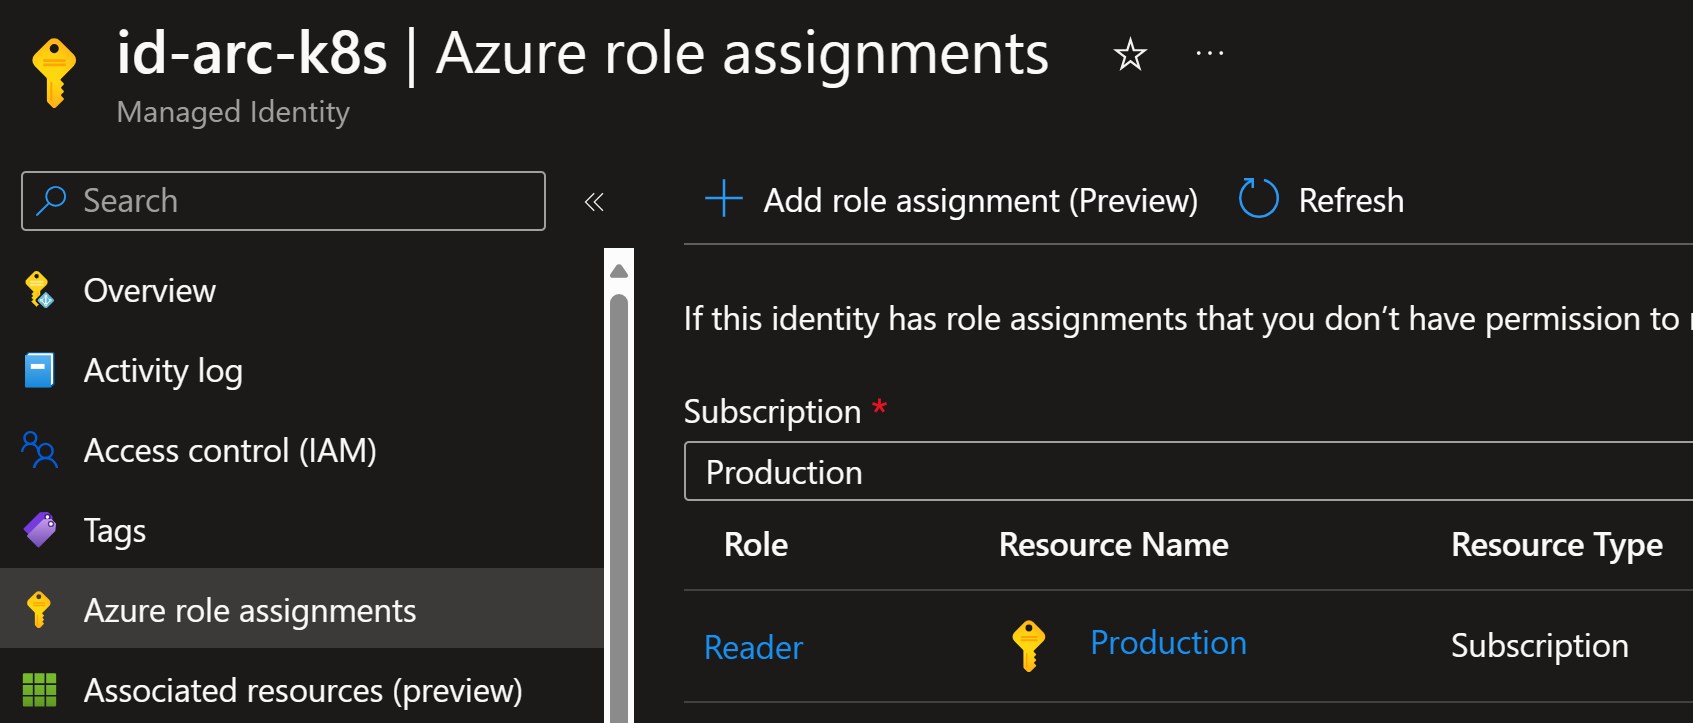 id-arc-k8s | Azure role assignments
Managed Identity
Search
Overview
Activity log
Access control (IAM)
Tags
Azure role assignments
Associated resources (preview)
Add role assignment (Preview)
Refresh
If this identity has role assignments that you don’t have permission to
Subscription *
Production
Role Resource Name Resource Type
Reader Production Subscription